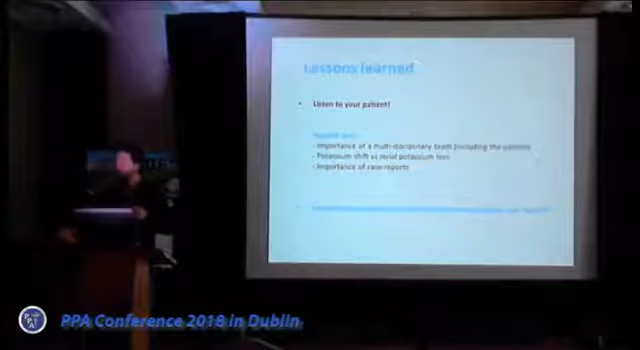 Lessons learned
• Listen to your patient!
- Importance of a multi-disciplinary team (including the patient)
- Potassium shift vs renal potassium loss
- Importance of case-reports
PPA
PPA Conference 2018 in Dublin